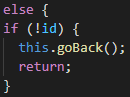 else {
if (!id) {
  this.goBack();
  return;
}